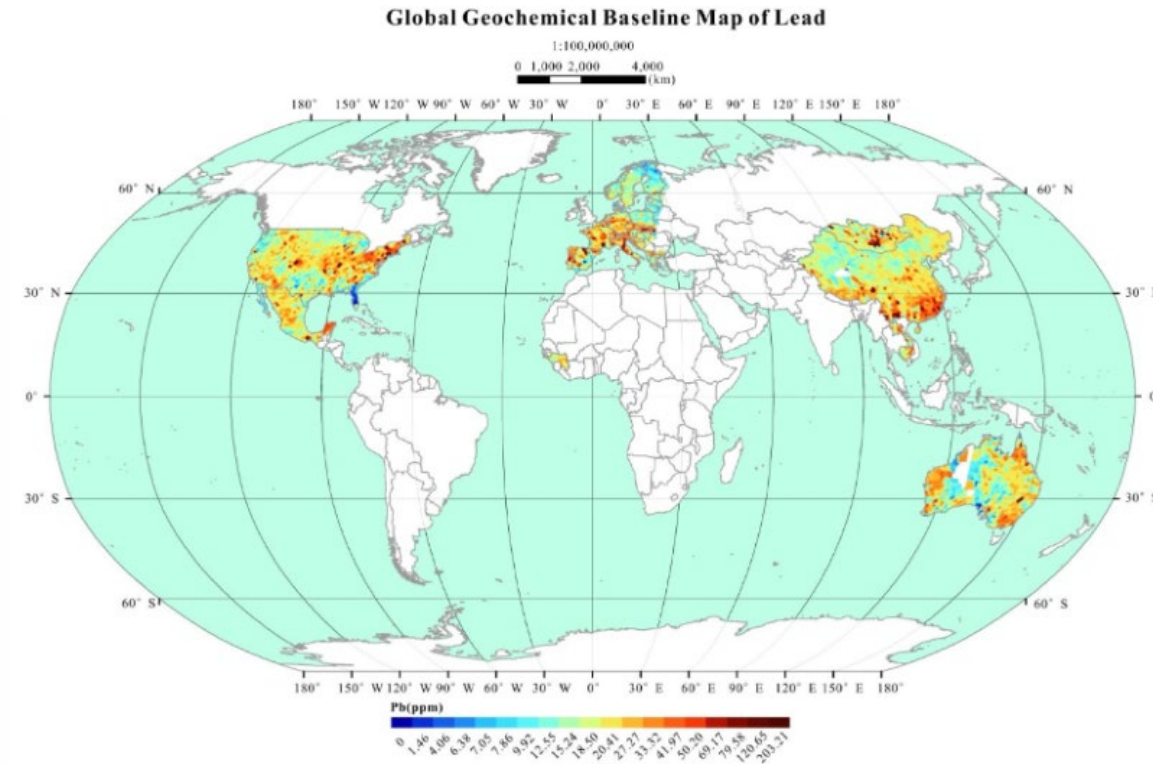 Global Geochemical Baseline Map of Lead
1:100,000,000
0 1,000 2,000 4,000
(km)
180° 150° W 120° W 90° W 60° W 30° W 0° 30° E 60° E 90° E 120° E 150° E 180°
60° N 60° N
30° N 30°
0°
30° S 30° S
60° S 60° S
180° 150° W 120° W 90° W 60° W 30° W 0° 30° E 60° E 90° E 120° E 150° E 180°
Pb(ppm)
0 1.46 4.06 6.38 7.05 7.86 9.92 12.55 15.24 18.50 20.41 27.27 33.32 41.97 50.20 69.17 79.58 120.65 203.21